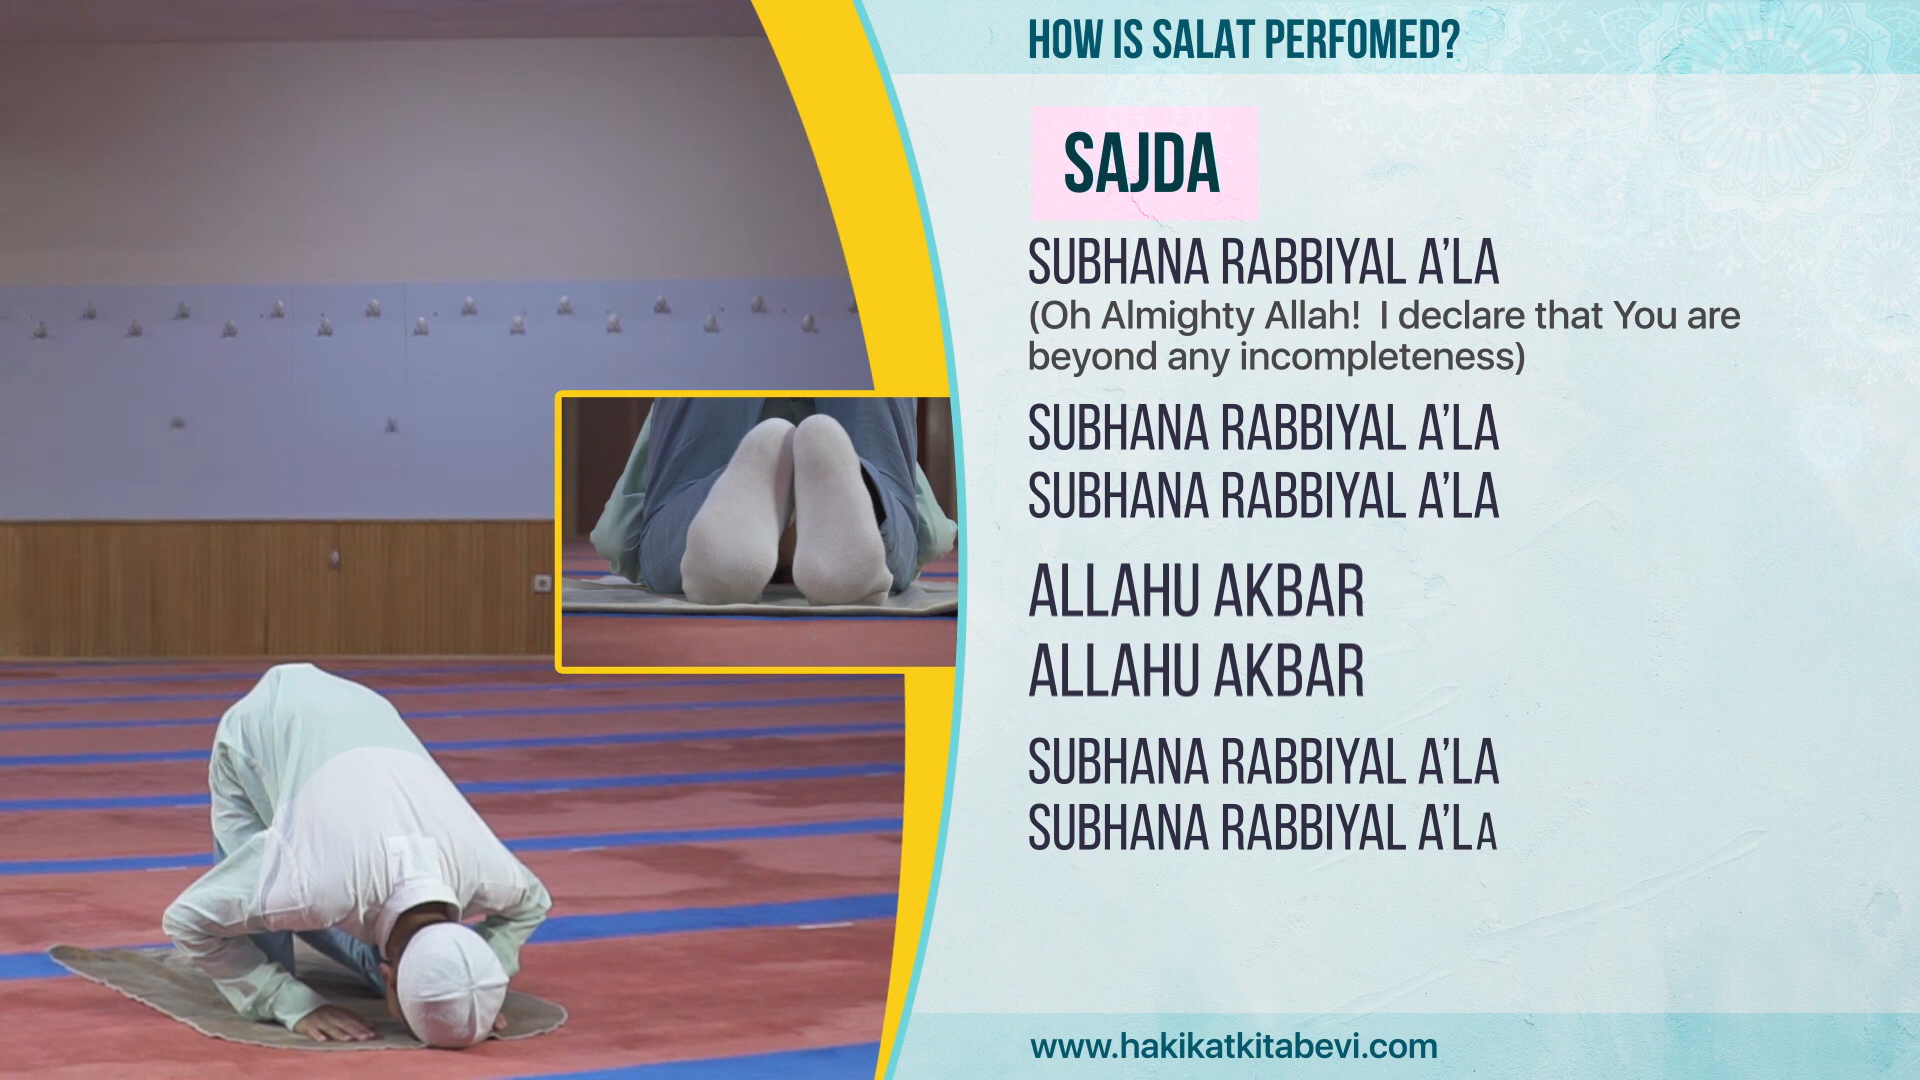 HOW IS SALAT PERFOMED?
SAJDA
SUBHANA RABBIYAL A'LA
(Oh Almighty Allah!  I declare that You are
beyond any incompleteness)
SUBHANA RABBIYAL A'LA
SUBHANA RABBIYAL A'LA
ALLAHU AKBAR
ALLAHU AKBAR
SUBHANA RABBIYAL A'LA
SUBHANA RABBIYAL A'LA
www.hakikatkitabevi.com